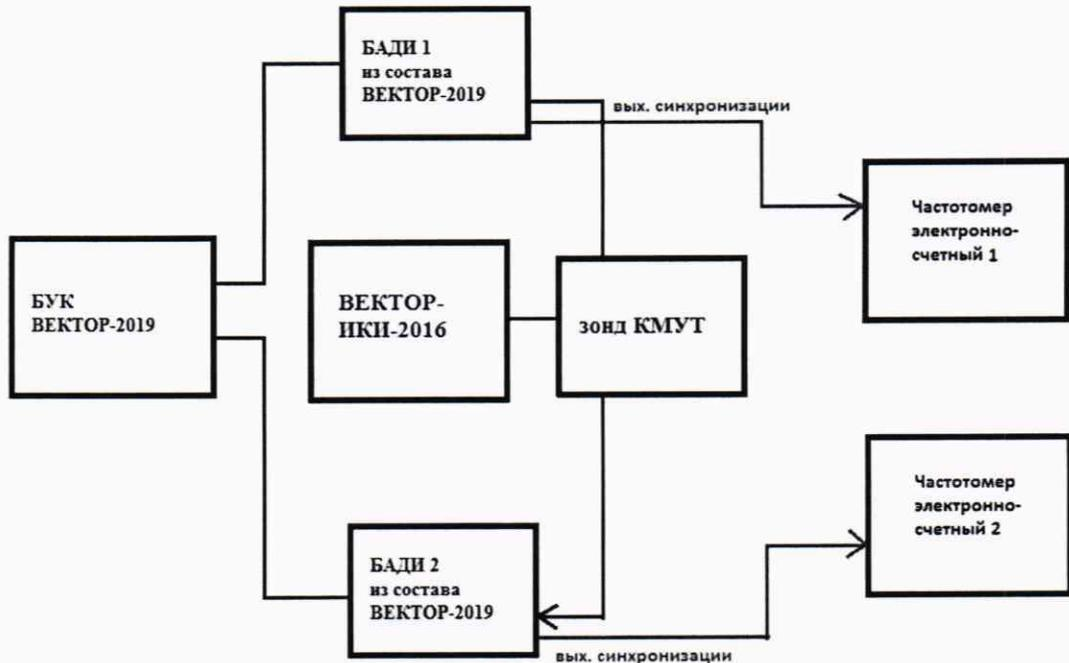 БАДИ 1
из состава
ВЕКТОР-2019
вых. синхронизации
Частотомер
электронно-
счетный 1
БУК
ВЕКТОР-2019
ВЕКТОР-
ИКИ-2016
зонд КМУТ
Частотомер
электронно-
счетный 2
БАДИ 2
из состава
ВЕКТОР-2019
вых. синхронизации